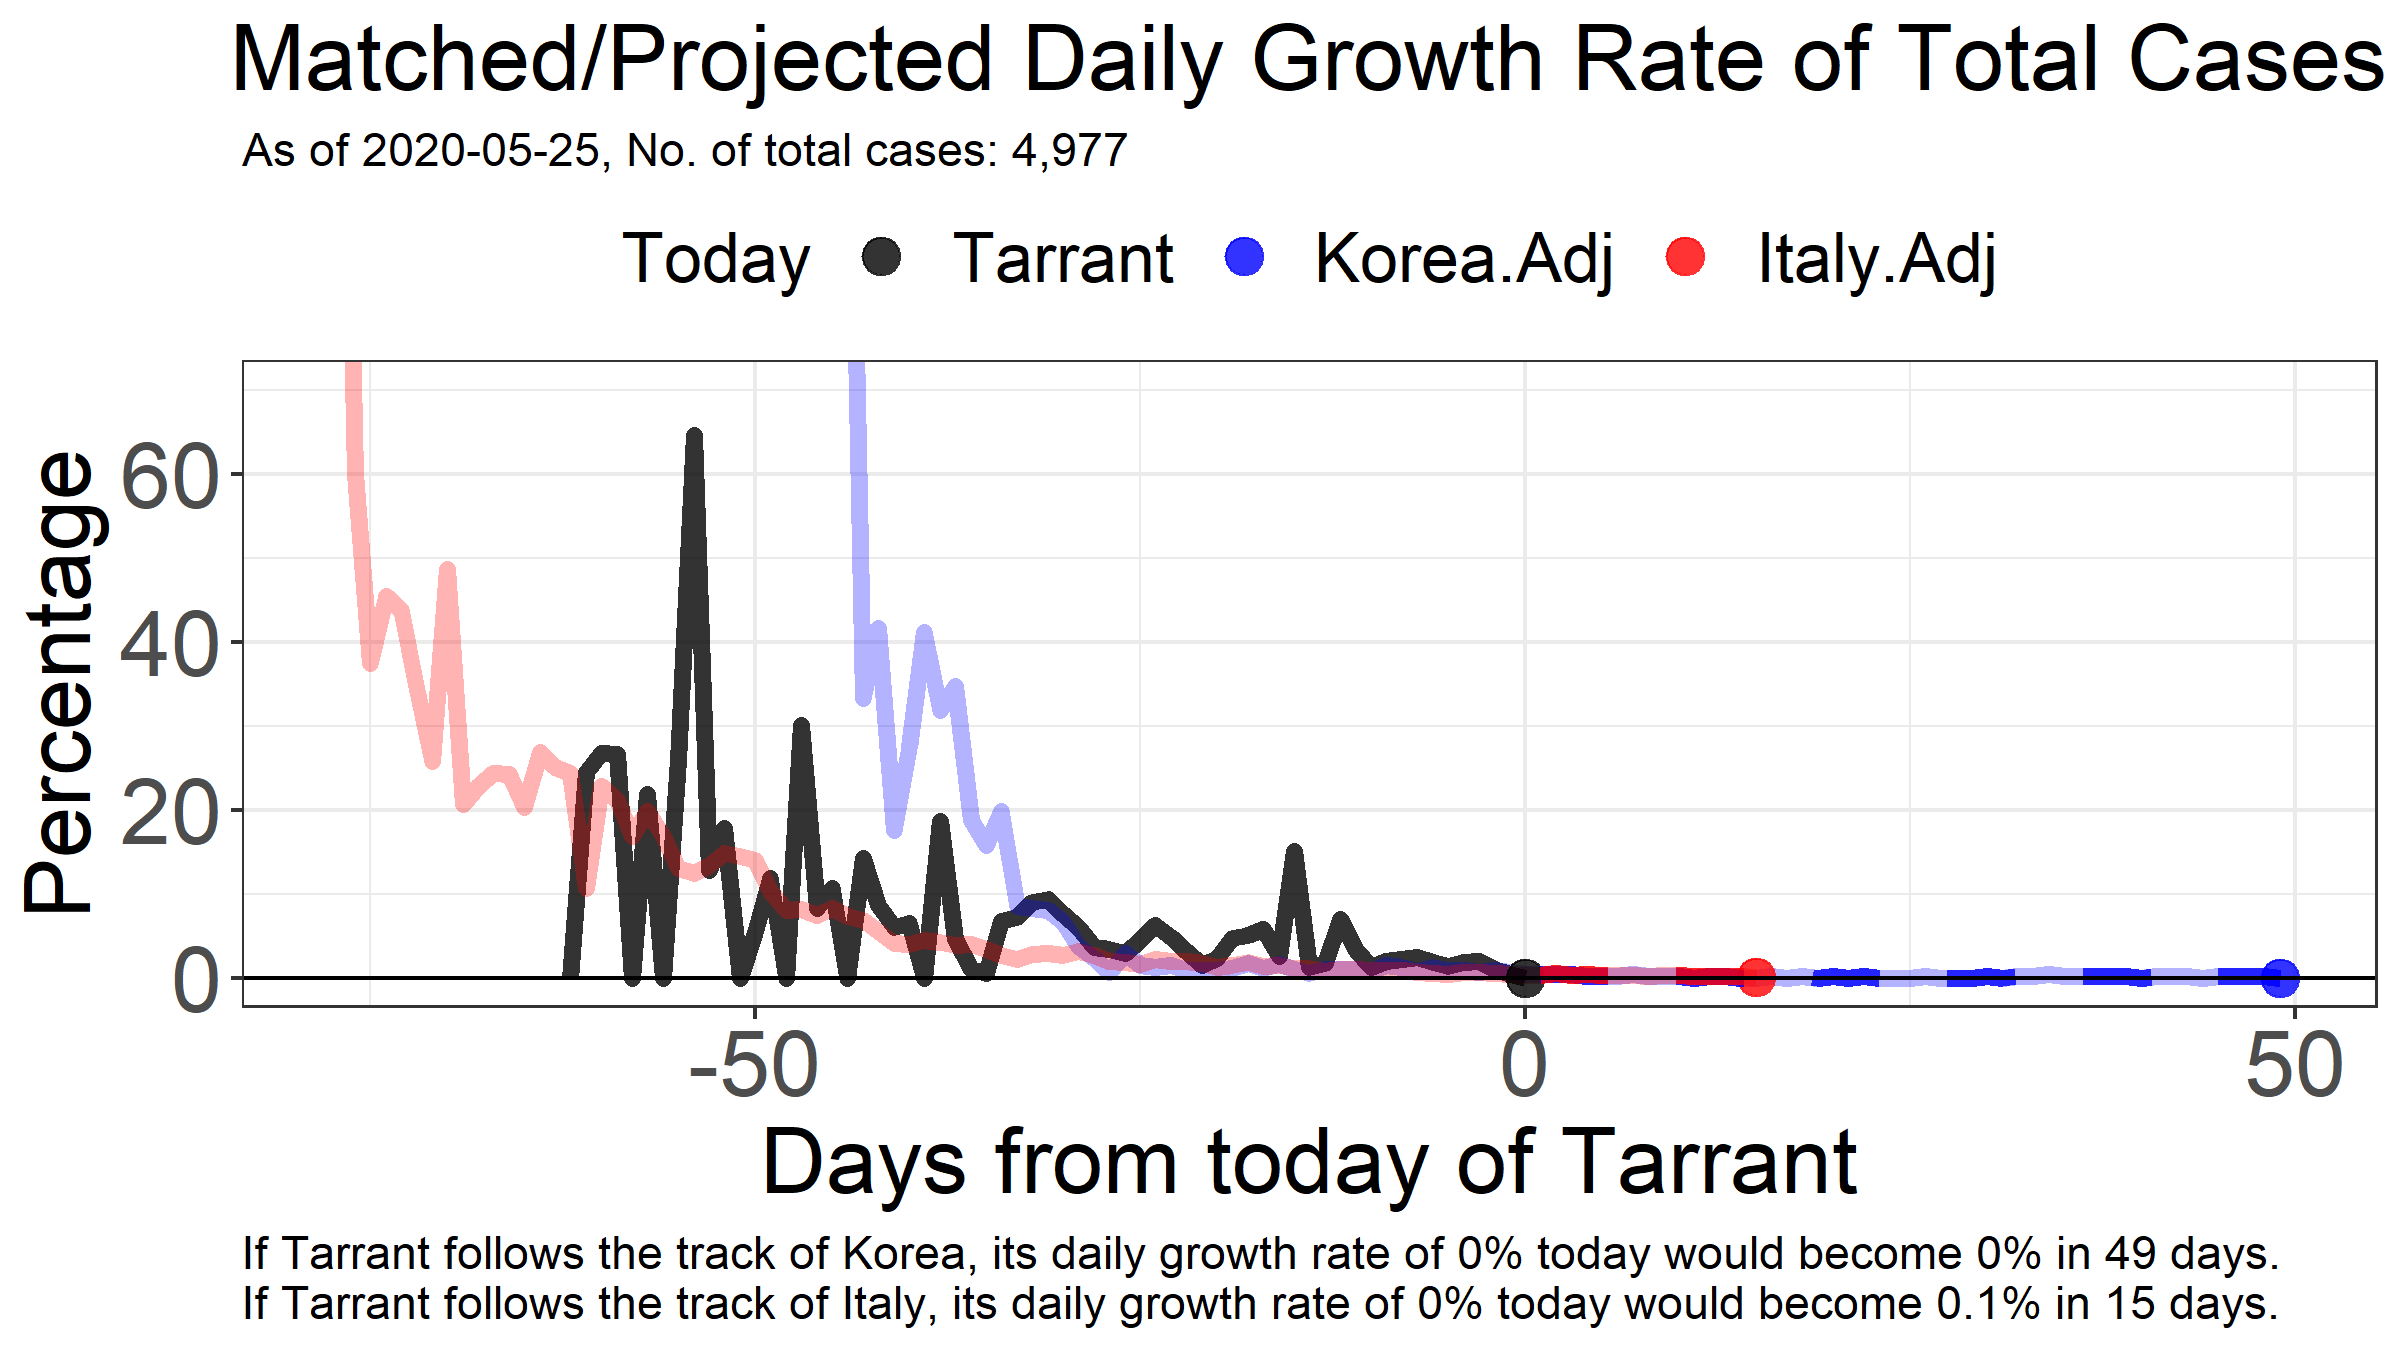 Matched/Projected Daily Growth Rate of Total Cases
As of 2020-05-25, No. of total cases: 4,977
Today Tarrant Korea.Adj Italy.Adj
Percentage
60
40
20
0
-50 0 50
Days from today of Tarrant
If Tarrant follows the track of Korea, its daily growth rate of 0% today would become 0% in 49 days.
If Tarrant follows the track of Italy, its daily growth rate of 0% today would become 0.1% in 15 days.